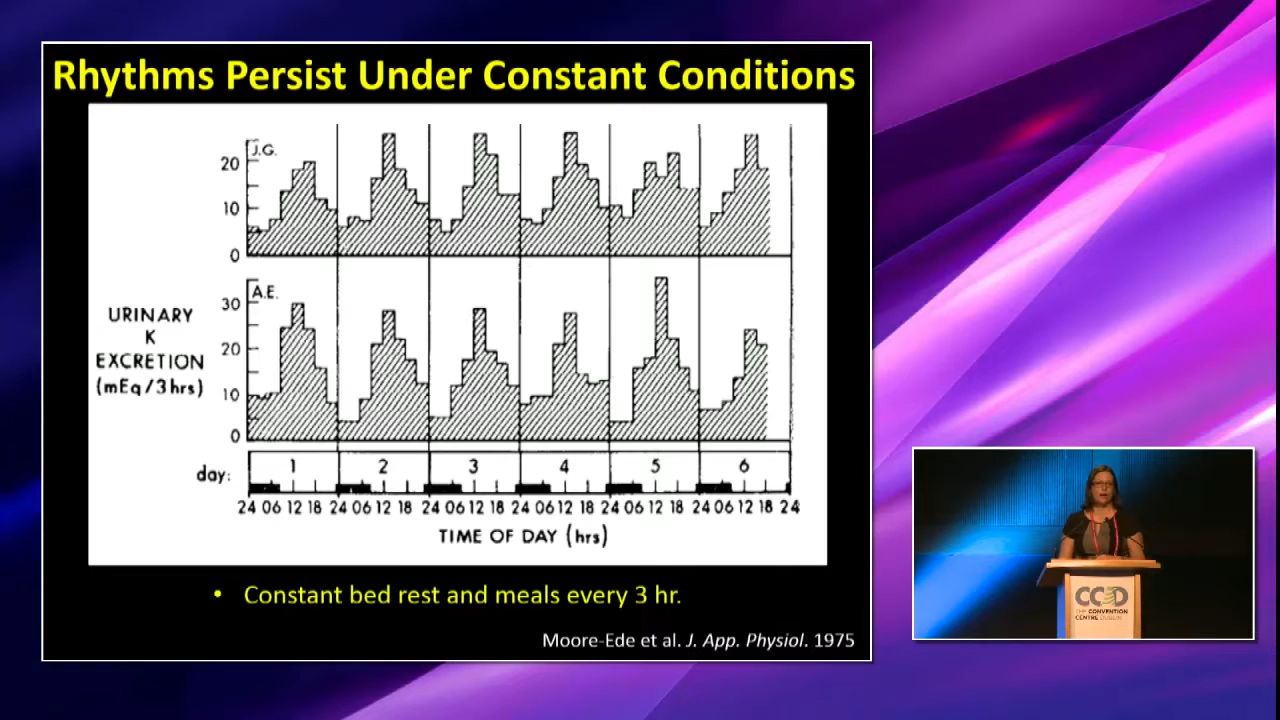 Rhythms Persist Under Constant Conditions
J.G.
20
10
0
A.E.
30
20
10
0
URINARY
K
EXCRETION
(mEq/3hrs)
day:
1 2 3 4 5 6
24 06 12 18 24 06 12 18 24 06 12 18 24 06 12 18 24 06 12 18 24 06 12 18 24
TIME OF DAY (hrs)
• Constant bed rest and meals every 3 hr.
Moore-Ede et al. J. App. Physiol. 1975
CCD
THE CONVENTION
CENTRE DUBLIN